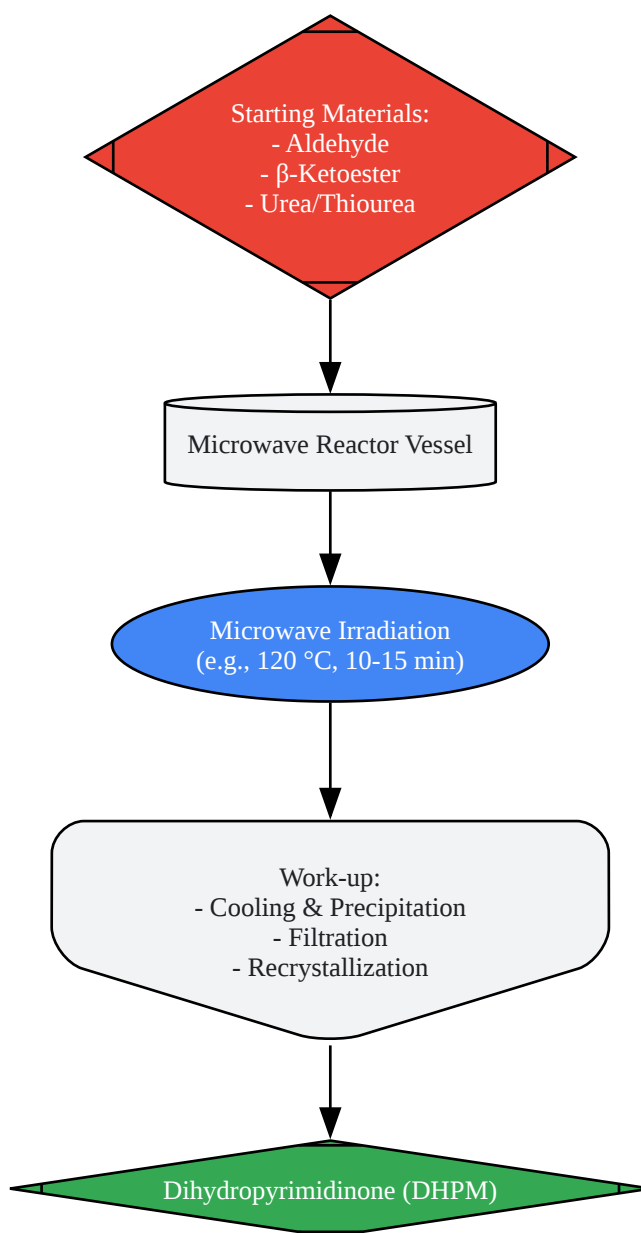 Starting Materials:
- Aldehyde
- β-Ketoester
- Urea/Thiourea
Microwave Reactor Vessel
Microwave Irradiation
(e.g., 120 °C, 10-15 min)
Work-up:
- Cooling & Precipitation
- Filtration
- Recrystallization
Dihydropyrimidinone (DHPM)